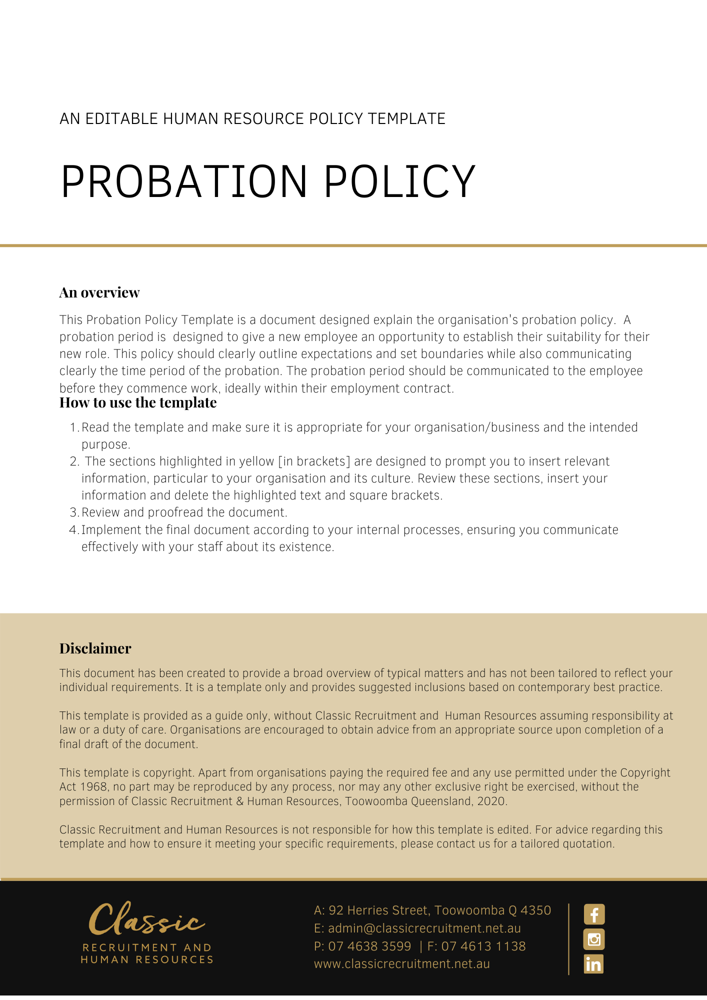 AN EDITABLE HUMAN RESOURCE POLICY TEMPLATE
PROBATION POLICY
An overview
This Probation Policy Template is a document designed explain the organisation's probation policy.  A
probation period is  designed to give a new employee an opportunity to establish their suitability for their
new role. This policy should clearly outline expectations and set boundaries while also communicating
clearly the time period of the probation. The probation period should be communicated to the employee
before they commence work, ideally within their employment contract.
How to use the template
1. Read the template and make sure it is appropriate for your organisation/business and the intended
purpose.
2.  The sections highlighted in yellow [in brackets] are designed to prompt you to insert relevant
information, particular to your organisation and its culture. Review these sections, insert your
information and delete the highlighted text and square brackets.
3. Review and proofread the document.
4. Implement the final document according to your internal processes, ensuring you communicate
effectively with your staff about its existence.
Disclaimer
This document has been created to provide a broad overview of typical matters and has not been tailored to reflect your
individual requirements. It is a template only and provides suggested inclusions based on contemporary best practice.
This template is provided as a guide only, without Classic Recruitment and  Human Resources assuming responsibility at
law or a duty of care. Organisations are encouraged to obtain advice from an appropriate source upon completion of a
final draft of the document.
This template is copyright. Apart from organisations paying the required fee and any use permitted under the Copyright
Act 1968, no part may be reproduced by any process, nor may any other exclusive right be exercised, without the
permission of Classic Recruitment & Human Resources, Toowoomba Queensland, 2020.
Classic Recruitment and Human Resources is not responsible for how this template is edited. For advice regarding this
template and how to ensure it meeting your specific requirements, please contact us for a tailored quotation.
Classic
RECRUITMENT AND
HUMAN RESOURCES
A: 92 Herries Street, Toowoomba Q 4350
E: admin@classicrecruitment.net.au
P: 07 4638 3599  | F: 07 4613 1138
www.classicrecruitment.net.au